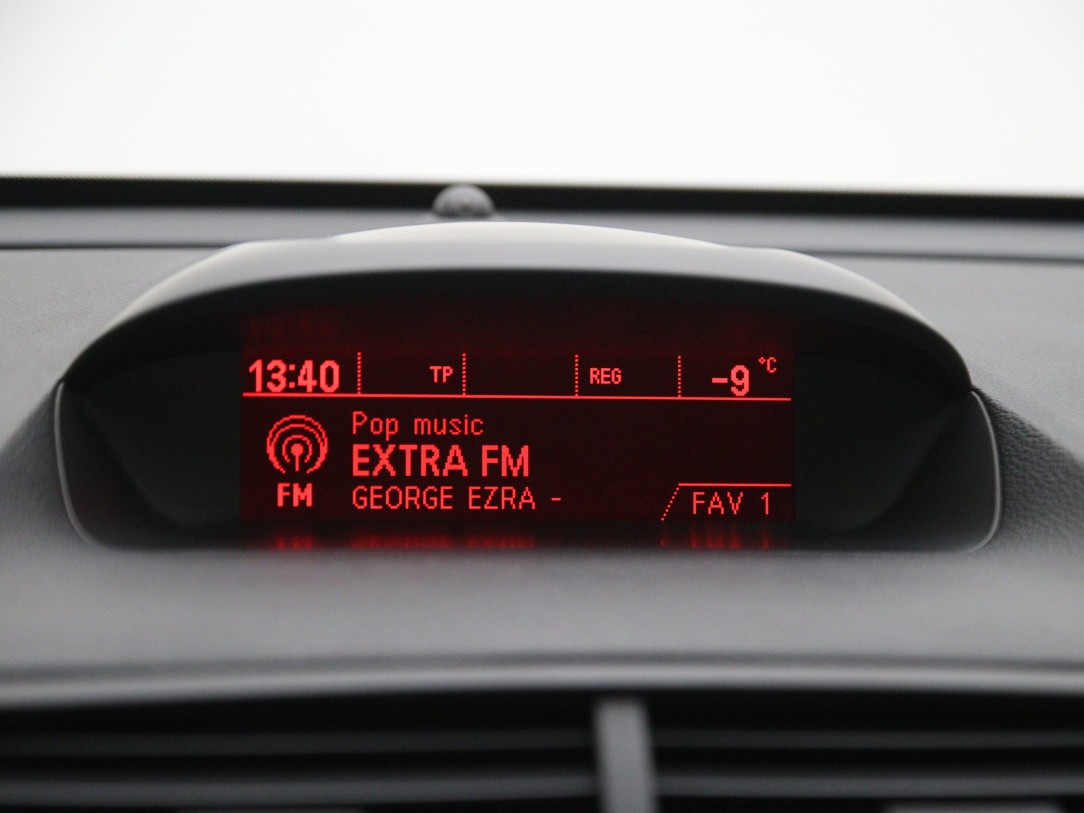 13:40 TP REG -9 °C
Pop music
EXTRA FM
FM GEORGE EZRA - FAV 1